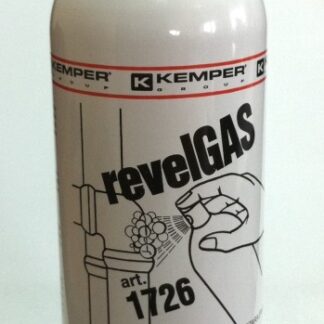 KEMPER® K KEMPER® K
GROUP
revelGAS
art.
1726